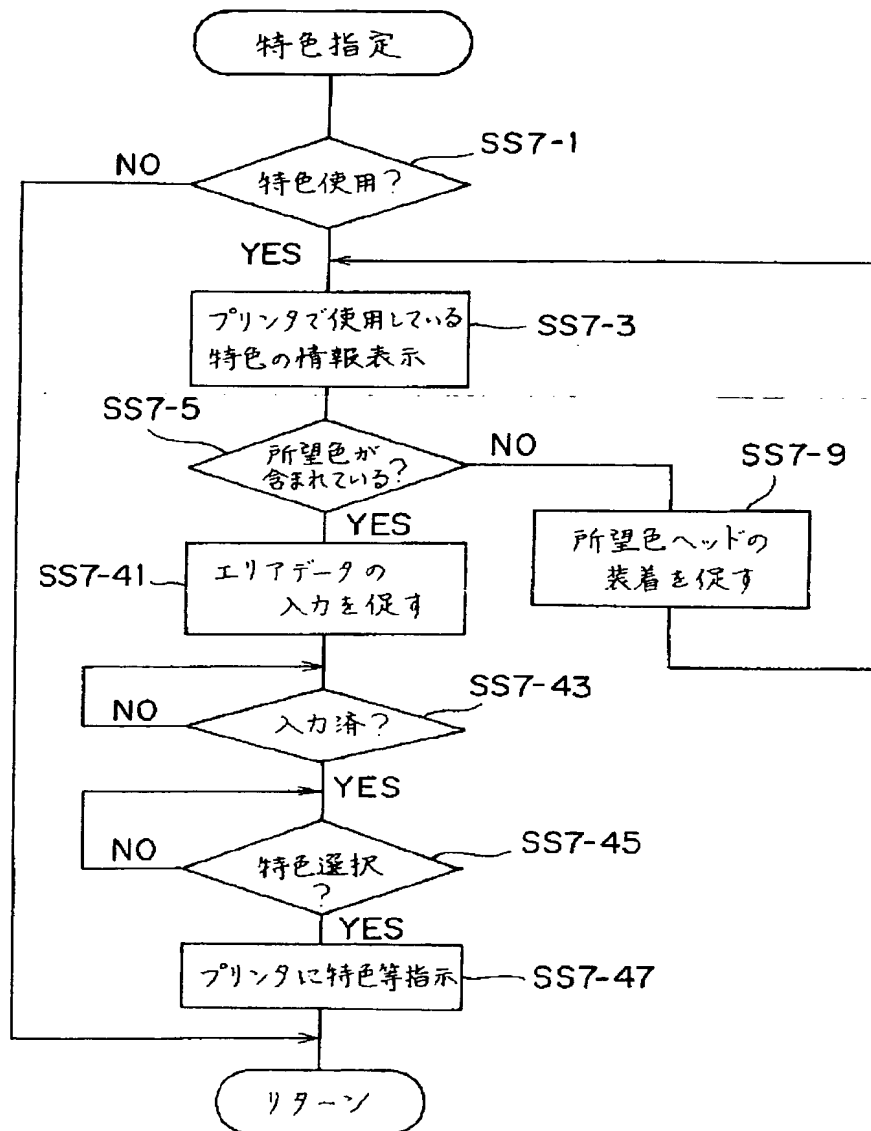 特色指定
SS7-1
NO
特色使用?
YES
プリンタで使用している
特色の情報表示
SS7-3
SS7-5
所望色が
含まれている?
NO
SS7-9
YES
所望色ヘッドの
装着を促す
SS7-41
エリアデータの
入力を促す
SS7-43
NO
入力済?
YES
NO
SS7-45
特色選択
?
YES
プリンタに特色等指示
SS7-47
リターン